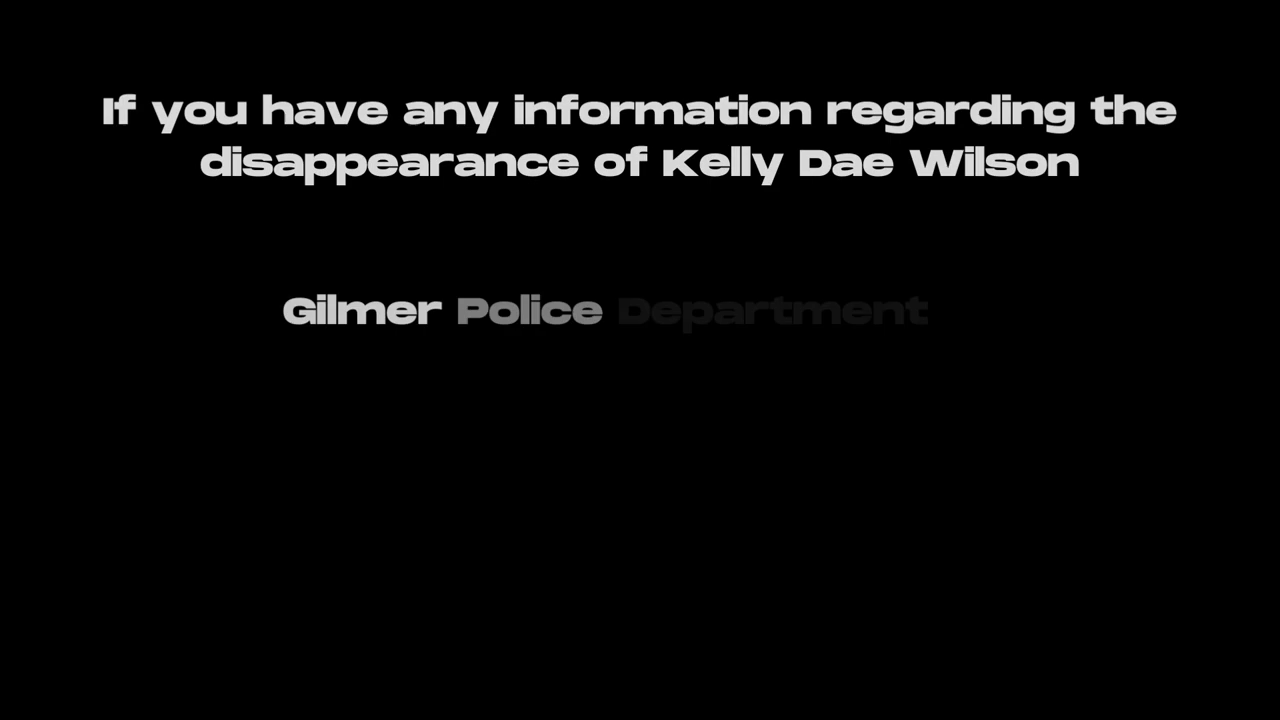 If you have any information regarding the
disappearance of Kelly Dae Wilson
Gilmer Police Department